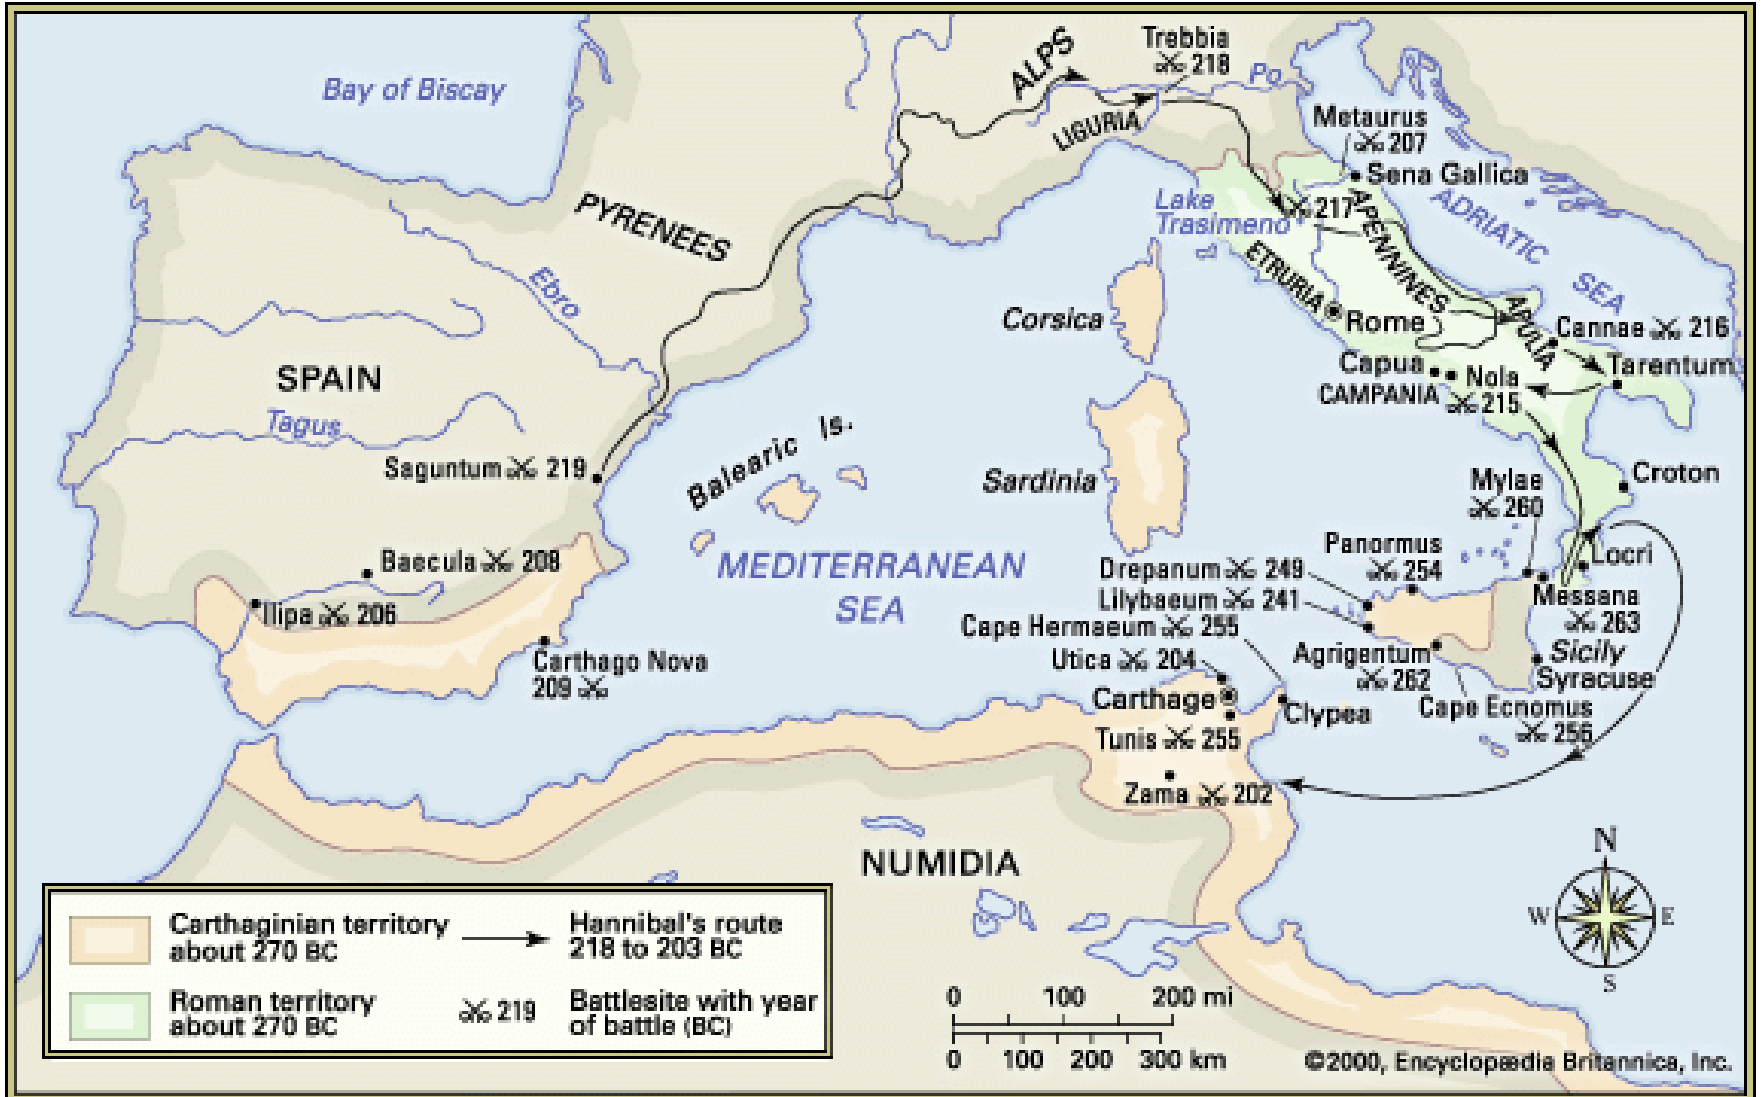 Bay of Biscay
ALPS
Trebbia
218
Po
LIGURIA
Metaurus
207
Sena Gallica
PYRENEES
Lake
Trasimeno
217
APENNINES
ADRIATIC
SEA
Ebro
ETRURIA
Corsica
Rome
APULIA
Cannae 216
SPAIN
Capua
Nola
Tarentum
CAMPANIA
215
Tagus
Balearic Is.
Saguntum 219
Sardinia
Mylae
260
Croton
Baecula 208
MEDITERRANEAN
SEA
Panormus
254
Locri
Drepanum 249
Lilybaeum 241
Messana
263
Ilipa 206
Cape Hermaeum 255
Carthago Nova
209
Utica 204
Agrigentum
262
Sicily
Syracuse
Carthage
Clypea
Cape Ecnomus
256
Tunis 255
Zama 202
NUMIDIA
N
W
E
S
Carthaginian territory
about 270 BC
Hannibal's route
218 to 203 BC
Roman territory
about 270 BC
219
Battlesite with year
of battle (BC)
0 100 200 mi
0 100 200 300 km
©2000, Encyclopædia Britannica, Inc.